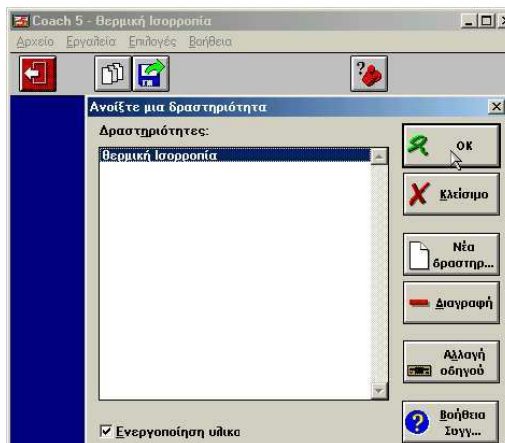 Coach 5 - Θερμική Ισορροπία
Αρχείο Εργαλεία Επιλογές Βοήθεια
Ανοίξτε μια δραστηριότητα
Δραστηριότητες:
Θερμική Ισορροπία
OK
Κλείσιμο
Νέα
δραστηρ...
Διαγραφή
Αλλαγή
οδηγού
Βοήθεια
Συγγ...
Ενεργοποίηση υλικο